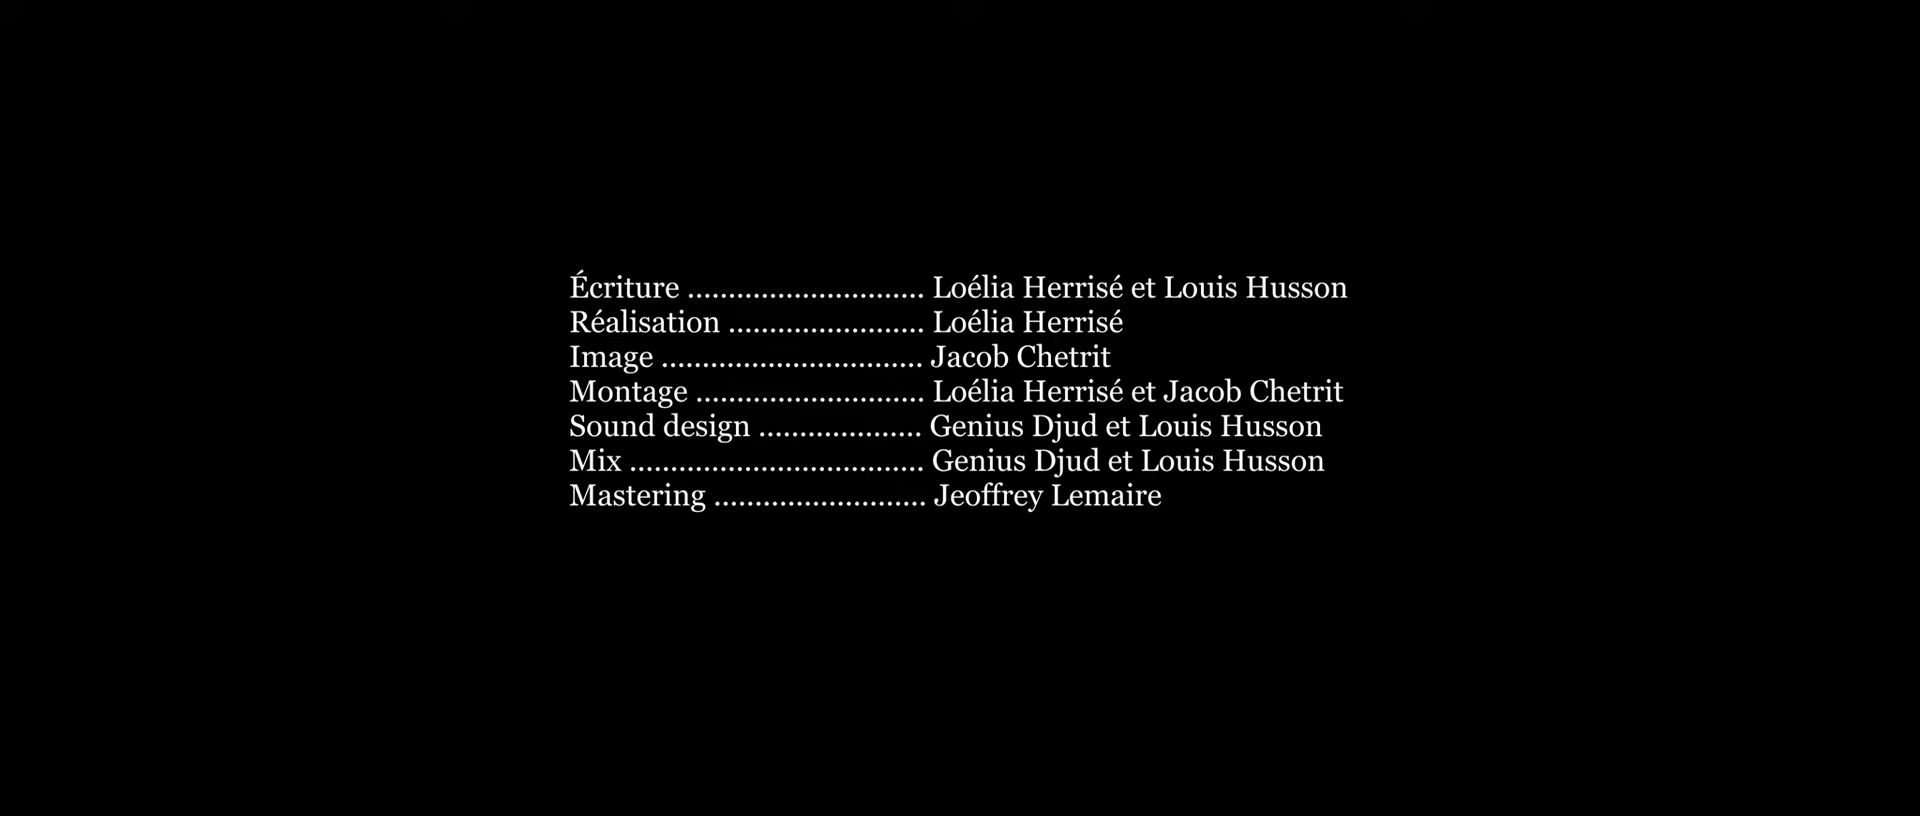 Écriture ............................. Loélia Herrisé et Louis Husson
Réalisation ........................ Loélia Herrisé
Image ................................ Jacob Chetrit
Montage ............................ Loélia Herrisé et Jacob Chetrit
Sound design .................... Genius Djud et Louis Husson
Mix .................................... Genius Djud et Louis Husson
Mastering .......................... Jeoffrey Lemaire